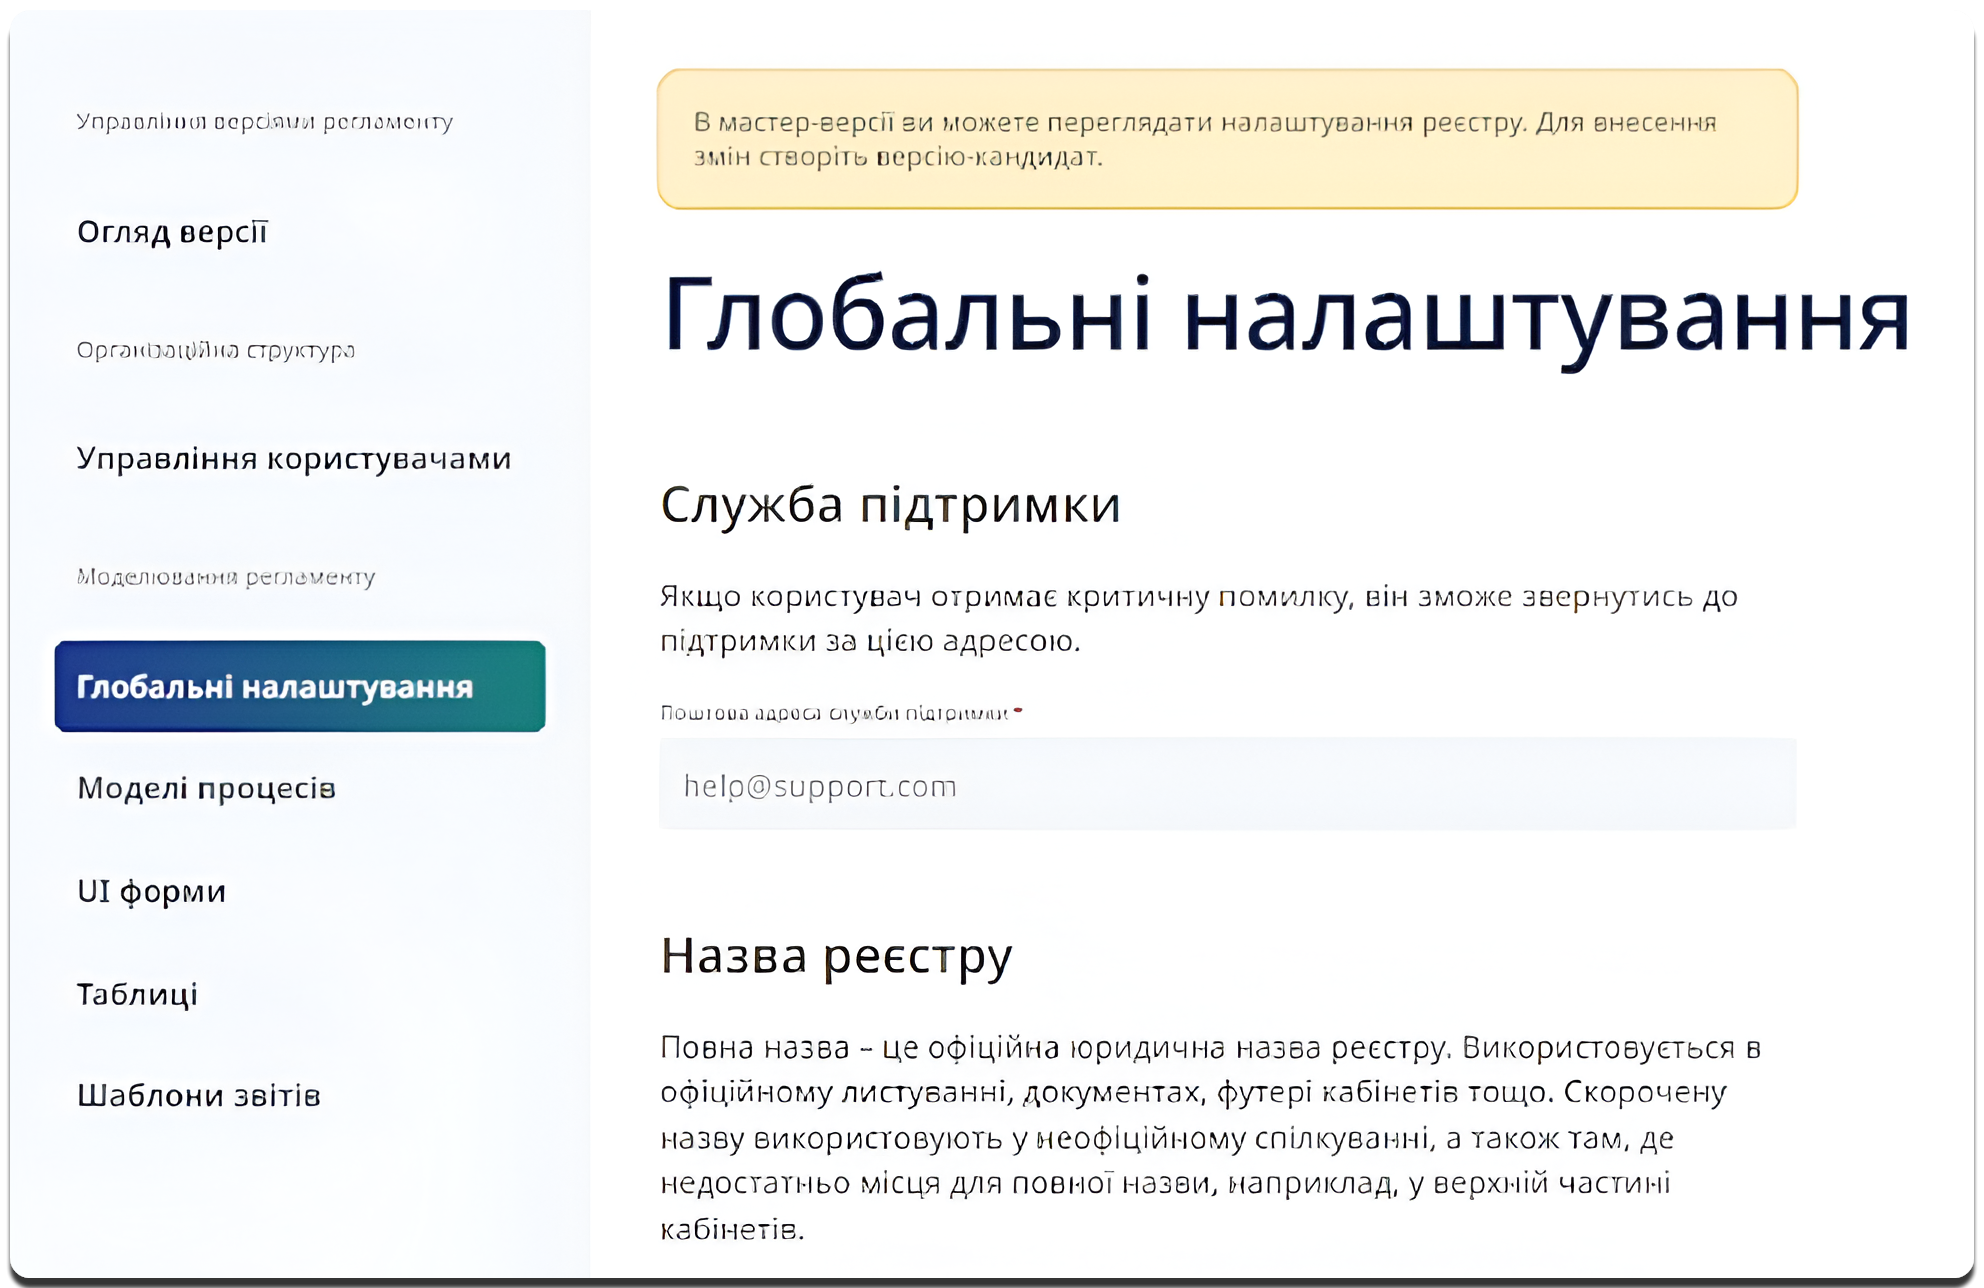 Управління версіями регламенту
Огляд версії
Організаційна структура
Управління користувачами
Моделювання регламенту
Глобальні налаштування
Моделі процесів
UI форми
Таблиці
Шаблони звітів
В мастер-версії ви можете переглядати налаштування реєстру. Для внесення
змін створіть версію-кандидат.
Глобальні налаштування
Служба підтримки
Якщо користувач отримає критичну помилку, він зможе звернутись до
підтримки за цією адресою.
Поштова адреса служби підтримки*
help@support.com
Назва реєстру
Повна назва – це офіційна юридична назва реєстру. Використовується в
офіційному листуванні, документах, футері кабінетів тощо. Скорочену
назву використовують у неофіційному спілкуванні, а також там, де
недостатньо місця для повної назви, наприклад, у верхній частині
кабінетів.